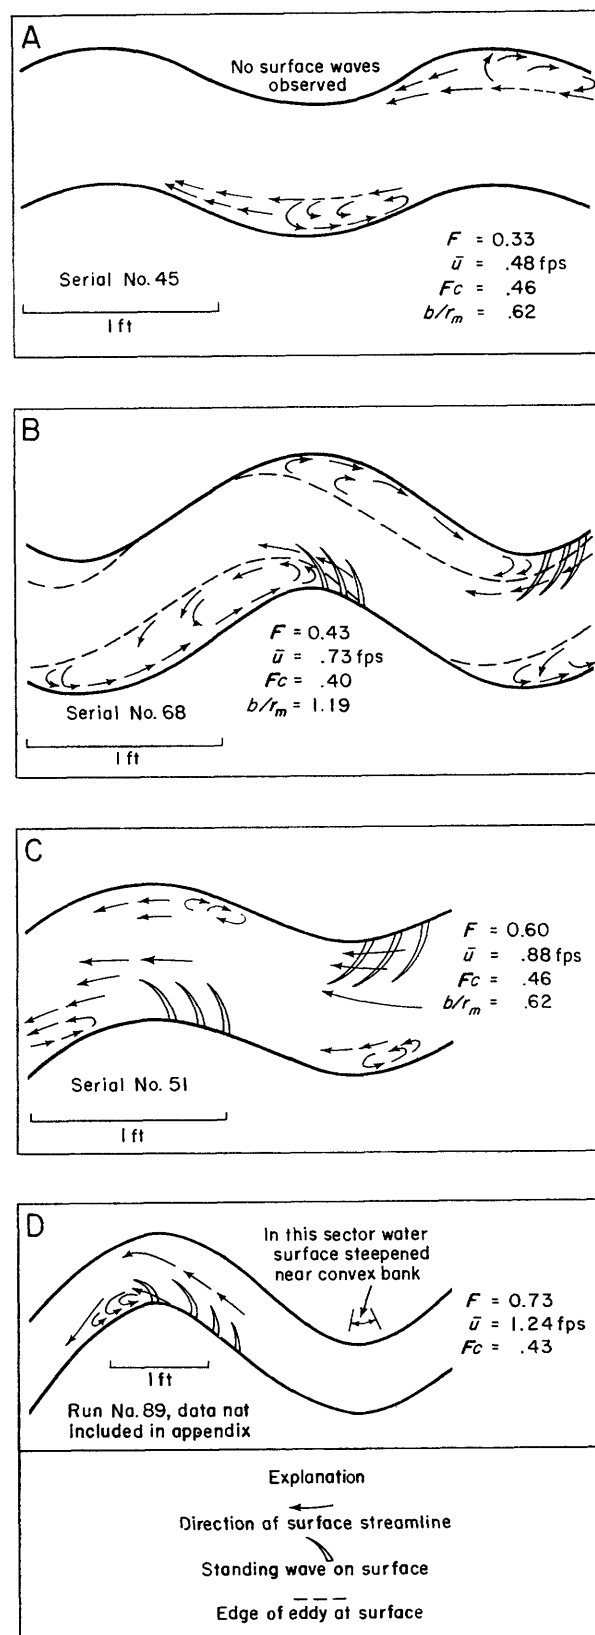 A
No surface waves
observed
F = 0.33
ū = .48 fps
Fc = .46
b/rm = .62
Serial No. 45
1 ft
B
F = 0.43
ū = .73 fps
Fc = .40
b/rm = 1.19
Serial No. 68
1 ft
C
F = 0.60
ū = .88 fps
Fc = .46
b/rm = .62
Serial No. 51
1 ft
D
In this sector water
surface steepened
near convex bank
F = 0.73
ū = 1.24 fps
Fc = .43
1 ft
Run No. 89, data not
included in appendix
Explanation
Direction of surface streamline
Standing wave on surface
Edge of eddy at surface